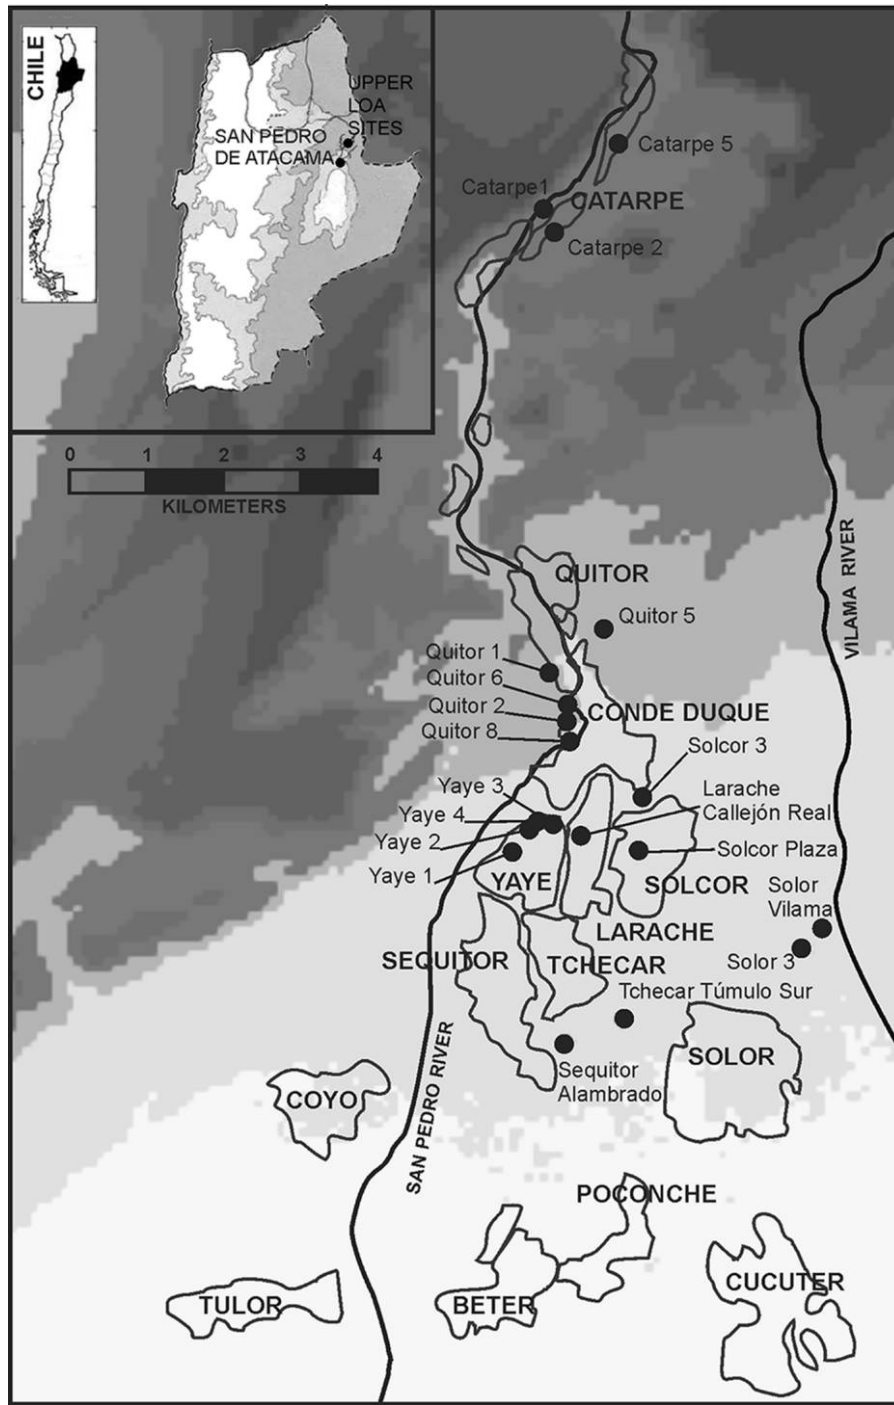 CHILE
UPPER
LOA
SITES
SAN PEDRO
DE ATACAMA
Catarpe 5
Catarpe1
CATARPE
Catarpe 2
0 1 2 3 4
KILOMETERS
VILAMA RIVER
QUITOR
Quitor 5
Quitor 1
Quitor 6
Quitor 2
CONDE DUQUE
Quitor 8
Solcor 3
Yaye 3
Larache
Callejón Real
Yaye 4
Yaye 2
Solcor Plaza
Yaye 1
YAYE
SOLCOR
Solor
Vilama
LARACHE
SEQUITOR
TCHECAR
Solor 3
Tchecar Túmulo Sur
SOLOR
Sequitor
Alambrado
COYO
SAN PEDRO RIVER
POCONCHE
TULOR
BETER
CUCUTER